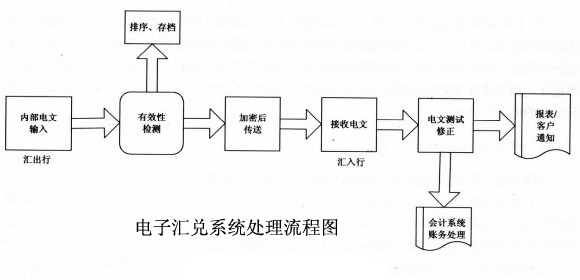 排序、存档
内部电文
输入
有效性
检测
加密后
传送
接收电文
电文测试
修正
报表/
客户
通知
汇出行
汇入行
会计系统
账务处理
电子汇兑系统处理流程图